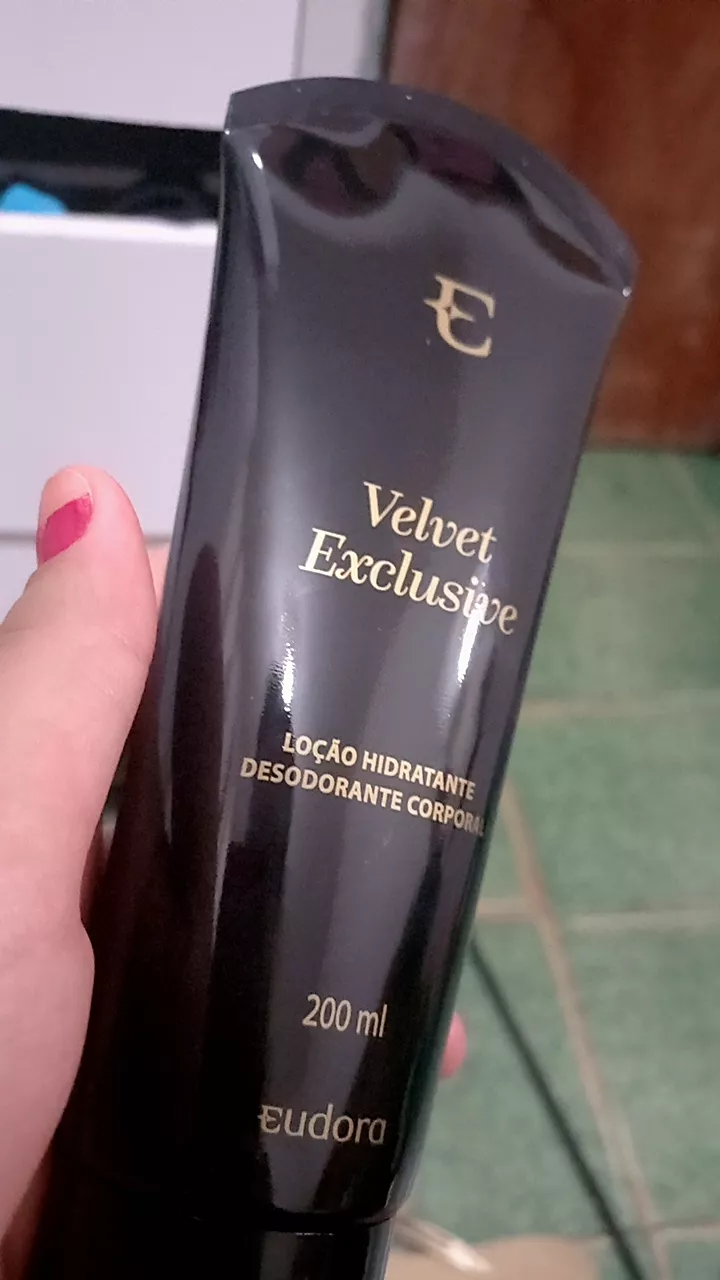 E
Velvet
Exclusive
LOÇÃO HIDRATANTE
DESODORANTE CORPORAL
200 ml
Eudora